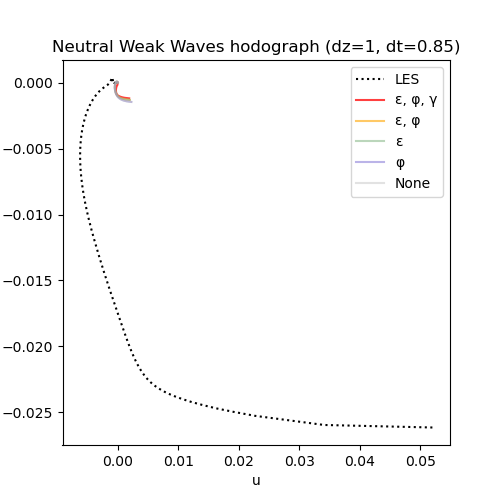 Neutral Weak Waves hodograph (dz=1, dt=0.85)
LES
ε, φ, γ
ε, φ
ε
φ
None
0.000
−0.005
−0.010
−0.015
−0.020
−0.025
0.00 0.01 0.02 0.03 0.04 0.05
u